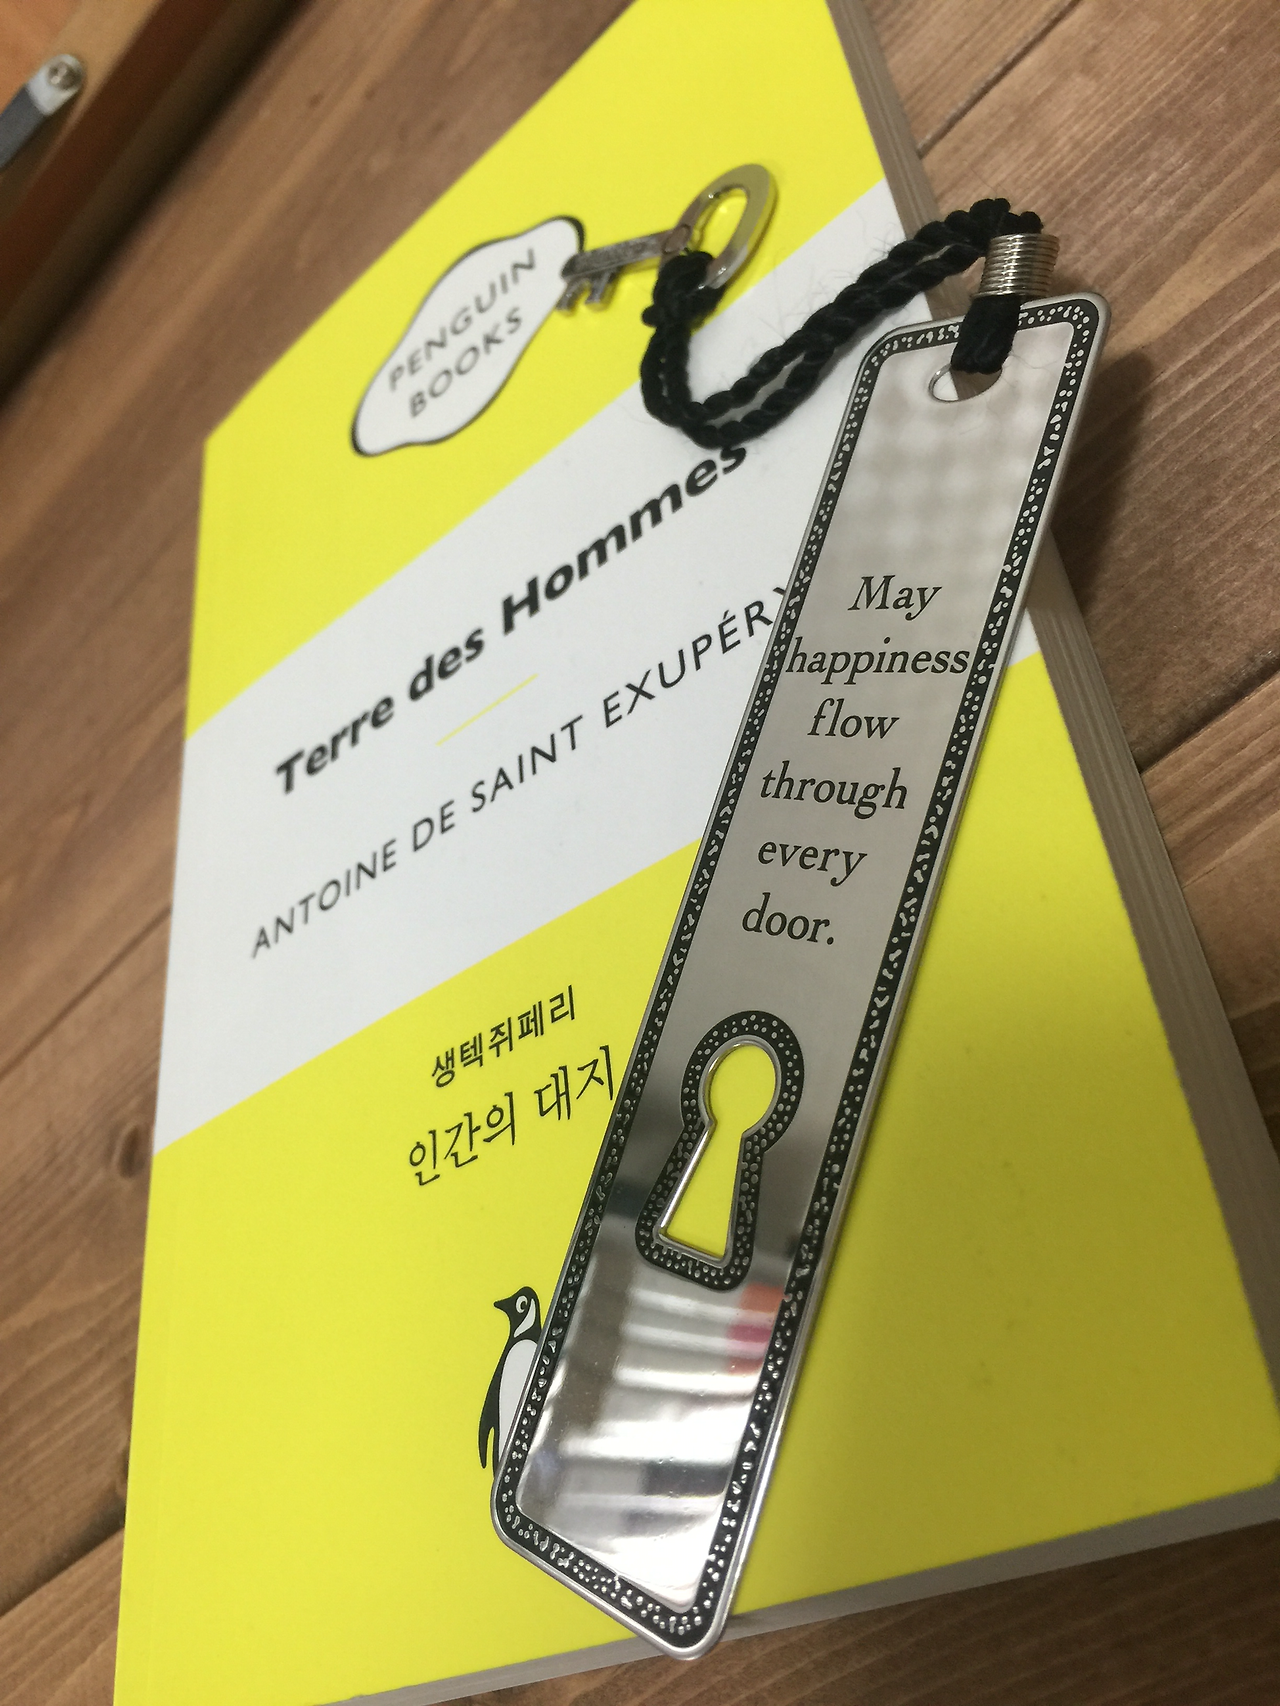 PENGUIN
BOOKS
Terre des Hommes
ANTOINE DE SAINT EXUPÉRY
생텍쥐페리
인간의 대지
May
happiness
flow
through
every
door.